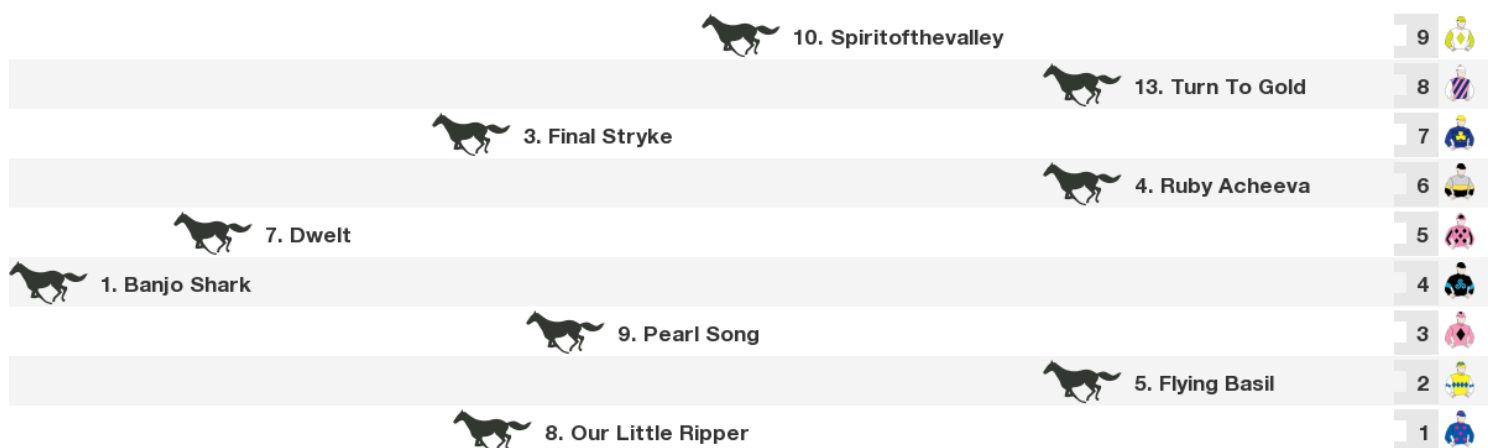 10. Spiritofthevalley 9
13. Turn To Gold 8
3. Final Stryke 7
4. Ruby Acheeva 6
7. Dwelt 5
1. Banjo Shark 4
9. Pearl Song 3
5. Flying Basil 2
8. Our Little Ripper 1